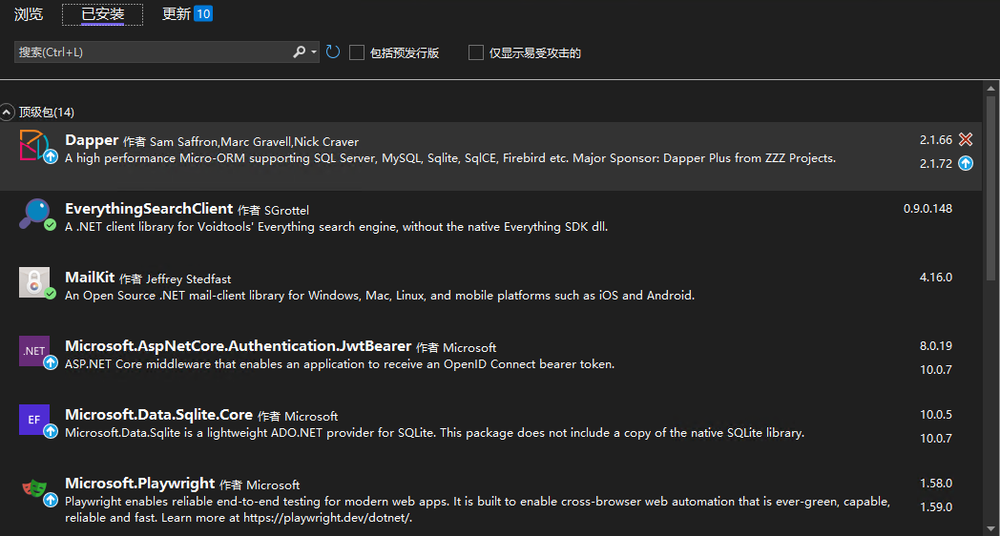 浏览 已安装 更新 10
搜索(Ctrl+L) 包括预发行版 仅显示易受攻击的
顶级包(14)
Dapper 作者 Sam Saffron,Marc Gravell,Nick Craver 2.1.66
A high performance Micro-ORM supporting SQL Server, MySQL, Sqlite, SqlCE, Firebird etc. Major Sponsor: Dapper Plus from ZZZ Projects. 2.1.72
EverythingSearchClient 作者 SGrottel 0.9.0.148
A .NET client library for Voidtools' Everything search engine, without the native Everything SDK dll.
MailKit 作者 Jeffrey Stedfast 4.16.0
An Open Source .NET mail-client library for Windows, Mac, Linux, and mobile platforms such as iOS and Android.
.NET Microsoft.AspNetCore.Authentication.JwtBearer 作者 Microsoft 8.0.19
ASP.NET Core middleware that enables an application to receive an OpenID Connect bearer token. 10.0.7
EF Microsoft.Data.Sqlite.Core 作者 Microsoft 10.0.5
Microsoft.Data.Sqlite is a lightweight ADO.NET provider for SQLite. This package does not include a copy of the native SQLite library. 10.0.7
Microsoft.Playwright 作者 Microsoft 1.58.0
Playwright enables reliable end-to-end testing for modern web apps. It is built to enable cross-browser web automation that is ever-green, capable, 1.59.0
reliable and fast. Learn more at https://playwright.dev/dotnet/.